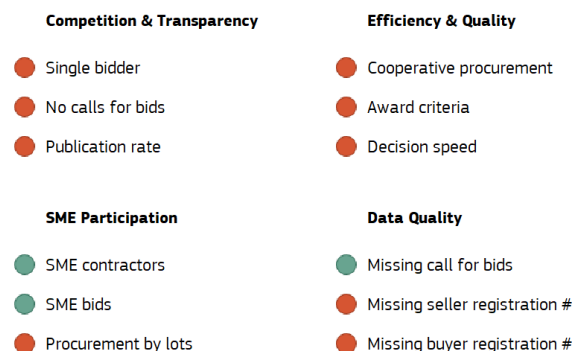 Competition & Transparency
Single bidder
No calls for bids
Publication rate
Efficiency & Quality
Cooperative procurement
Award criteria
Decision speed
SME Participation
SME contractors
SME bids
Procurement by lots
Data Quality
Missing call for bids
Missing seller registration #
Missing buyer registration #